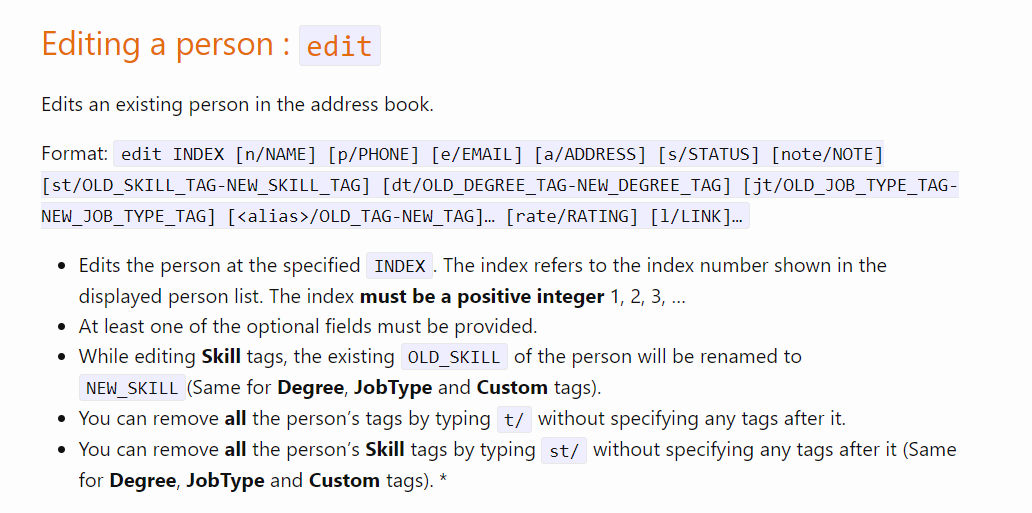 Editing a person : edit
Edits an existing person in the address book.
Format: edit INDEX [n/NAME] [p/PHONE] [e/EMAIL] [a/ADDRESS] [s/STATUS] [note/NOTE]
[st/OLD_SKILL_TAG-NEW_SKILL_TAG] [dt/OLD_DEGREE_TAG-NEW_DEGREE_TAG] [jt/OLD_JOB_TYPE_TAG-
NEW_JOB_TYPE_TAG] [<alias>/OLD_TAG-NEW_TAG]… [rate/RATING] [l/LINK]…
• Edits the person at the specified INDEX. The index refers to the index number shown in the
displayed person list. The index must be a positive integer 1, 2, 3, …
• At least one of the optional fields must be provided.
• While editing Skill tags, the existing OLD_SKILL of the person will be renamed to
NEW_SKILL(Same for Degree, JobType and Custom tags).
• You can remove all the person’s tags by typing t/ without specifying any tags after it.
• You can remove all the person’s Skill tags by typing st/ without specifying any tags after it (Same
for Degree, JobType and Custom tags). *